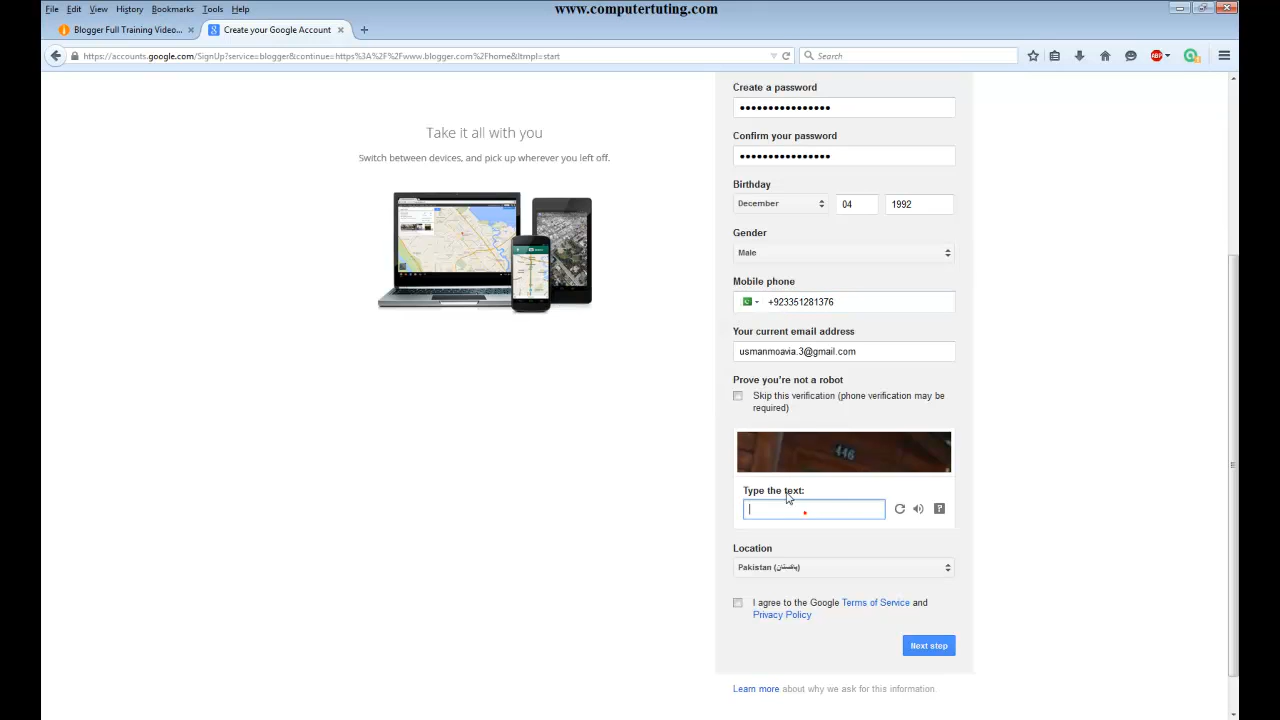 www.computertuting.com
File Edit View History Bookmarks Tools Help
Blogger Full Training Video...
Create your Google Account
https://accounts.google.com/SignUp?service=blogger&continue=https%3A%2F%2Fwww.blogger.com%2Fhome&ltmpl=start
Search
ABP
Take it all with you
Switch between devices, and pick up wherever you left off.
Create a password
Confirm your password
Birthday
December 04 1992
Gender
Male
Mobile phone
+923351281376
Your current email address
usmanmoavia.3@gmail.com
Prove you're not a robot
Skip this verification (phone verification may be
required)
446
Type the text:
Location
Pakistan (پاکستان)
I agree to the Google Terms of Service and
Privacy Policy
Next step
Learn more about why we ask for this information.